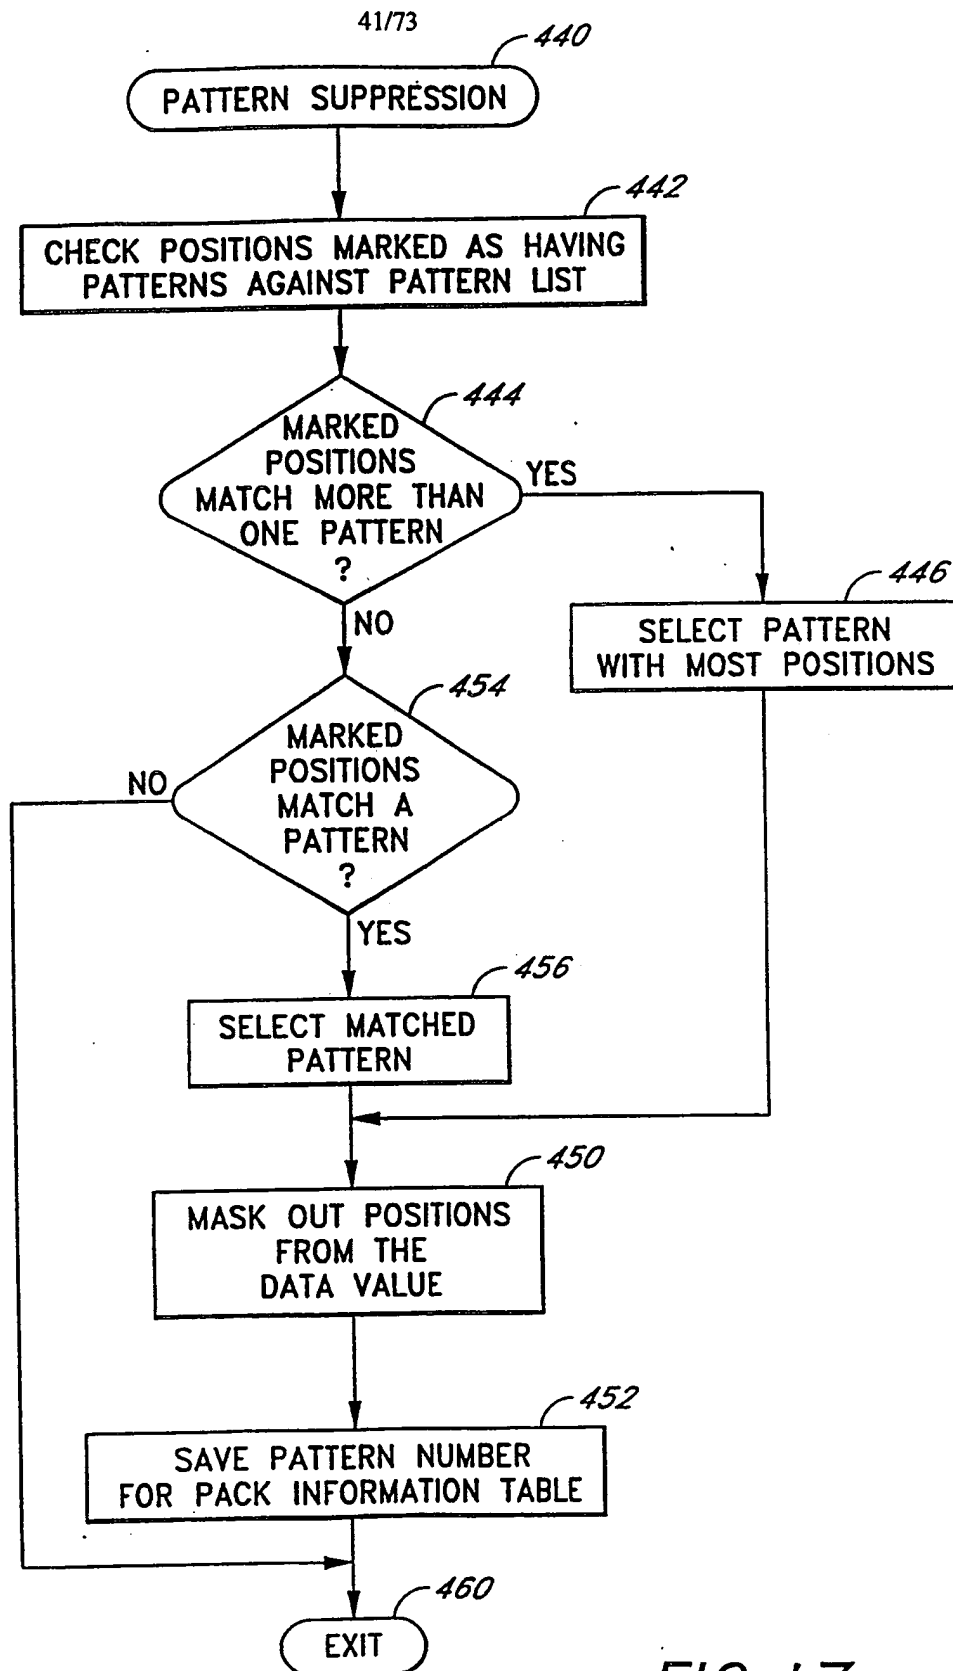 41/73
440
PATTERN SUPPRESSION
442
CHECK POSITIONS MARKED AS HAVING
PATTERNS AGAINST PATTERN LIST
444
MARKED
POSITIONS
MATCH MORE THAN
ONE PATTERN
?
YES
NO
446
SELECT PATTERN
WITH MOST POSITIONS
454
MARKED
POSITIONS
MATCH A
PATTERN
?
NO
YES
456
SELECT MATCHED
PATTERN
450
MASK OUT POSITIONS
FROM THE
DATA VALUE
452
SAVE PATTERN NUMBER
FOR PACK INFORMATION TABLE
460
EXIT